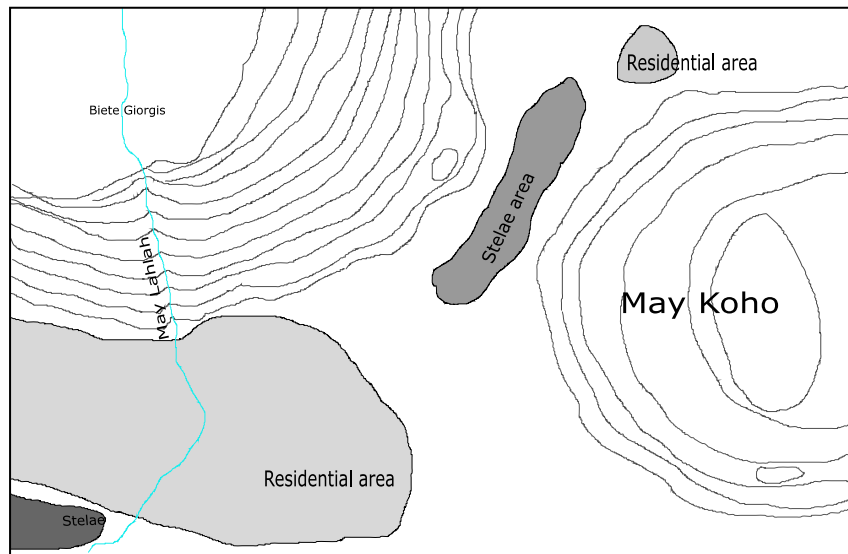 Residential area
Biete Giorgis
Stelae area
May Lahlah
May Koho
Residential area
Stelae